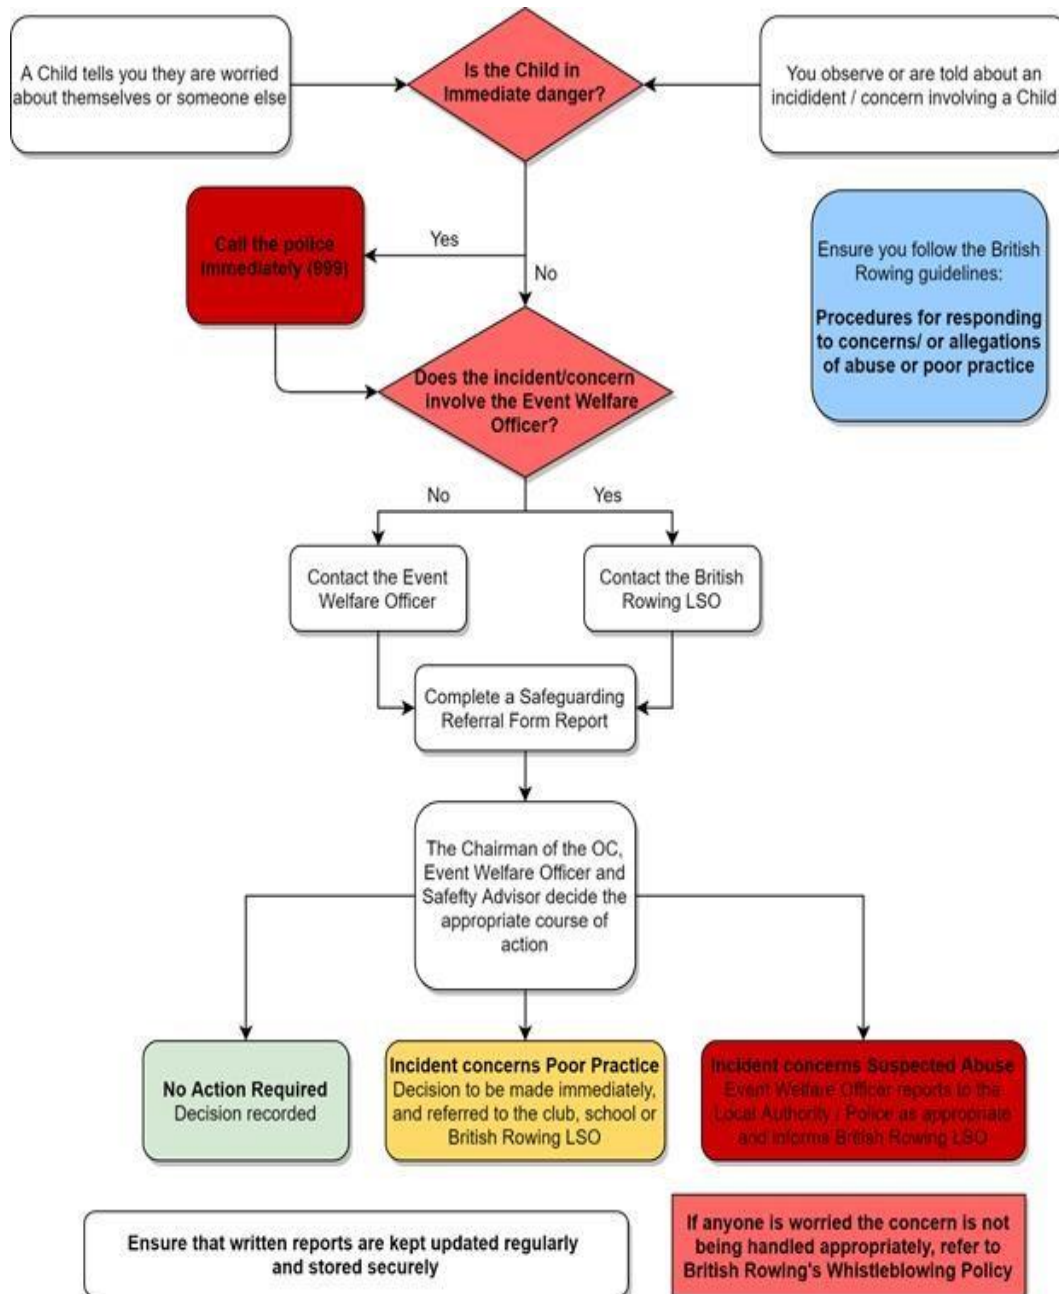 A Child tells you they are worried
about themselves or someone else
Is the Child in
Immediate danger?
You observe or are told about an
incidident / concern involving a Child
Call the police
immediately (999)
Yes
No
Ensure you follow the British
Rowing guidelines:
Procedures for responding
to concerns/ or allegations
of abuse or poor practice
Does the incident/concern
involve the Event Welfare
Officer?
No
Yes
Contact the Event
Welfare Officer
Contact the British
Rowing LSO
Complete a Safeguarding
Referral Form Report
The Chairman of the OC,
Event Welfare Officer and
Safefty Advisor decide the
appropriate course of
action
No Action Required
Decision recorded
Incident concerns Poor Practice
Decision to be made immediately,
and referred to the club, school or
British Rowing LSO
Incident concerns Suspected Abuse
Event Welfare Officer reports to the
Local Authority / Police as appropriate
and informs British Rowing LSO
Ensure that written reports are kept updated regularly
and stored securely
If anyone is worried the concern is not
being handled appropriately, refer to
British Rowing's Whistleblowing Policy